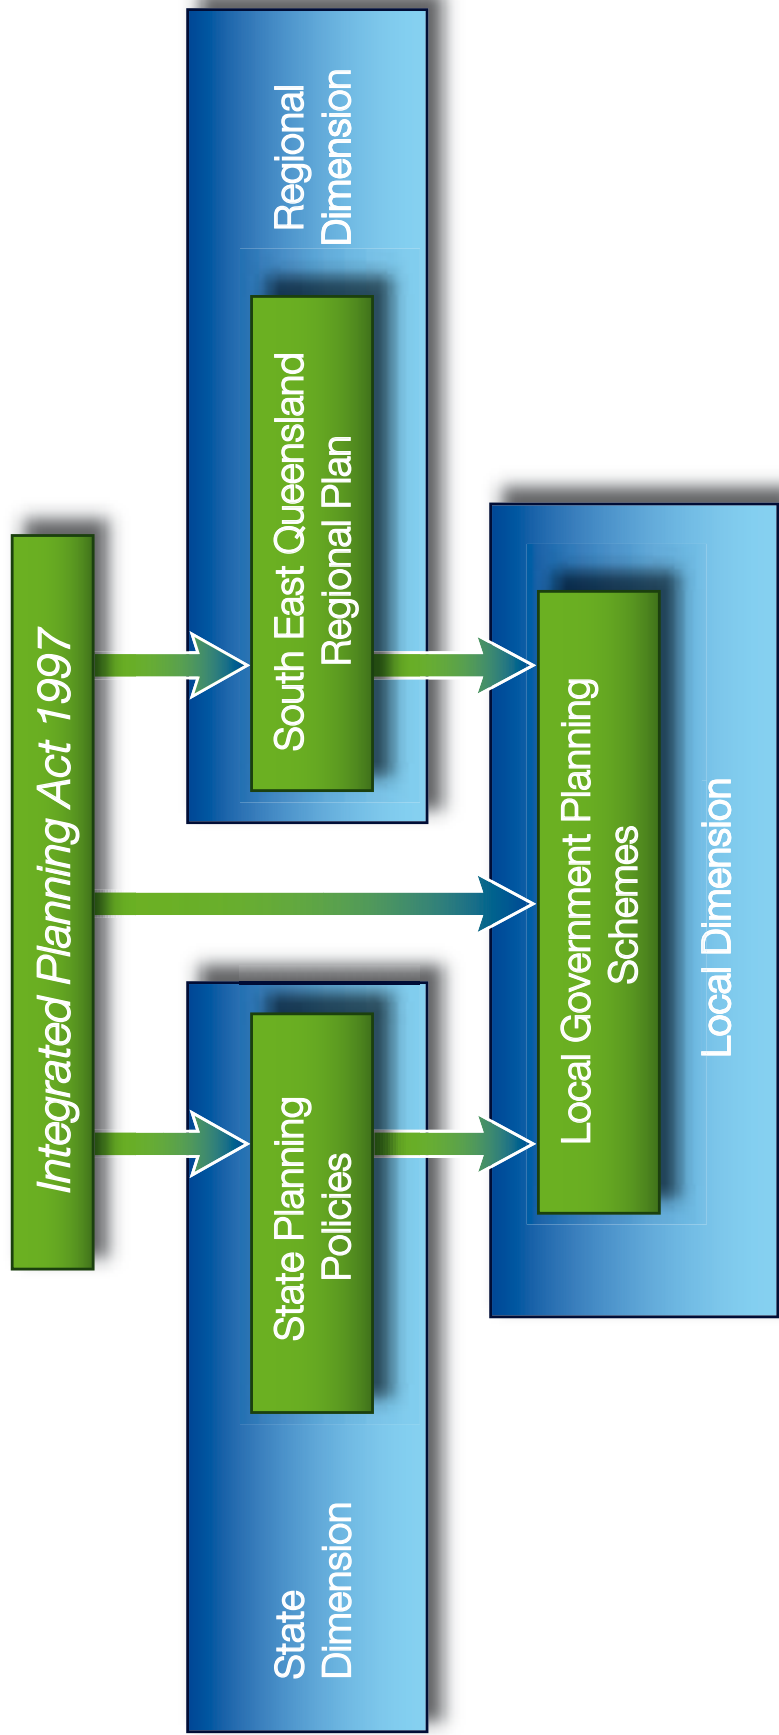 Integrated Planning Act 1997
State
Dimension
State Planning
Policies
South East Queensland
Regional Plan
Regional
Dimension
Local Government Planning
Schemes
Local Dimension